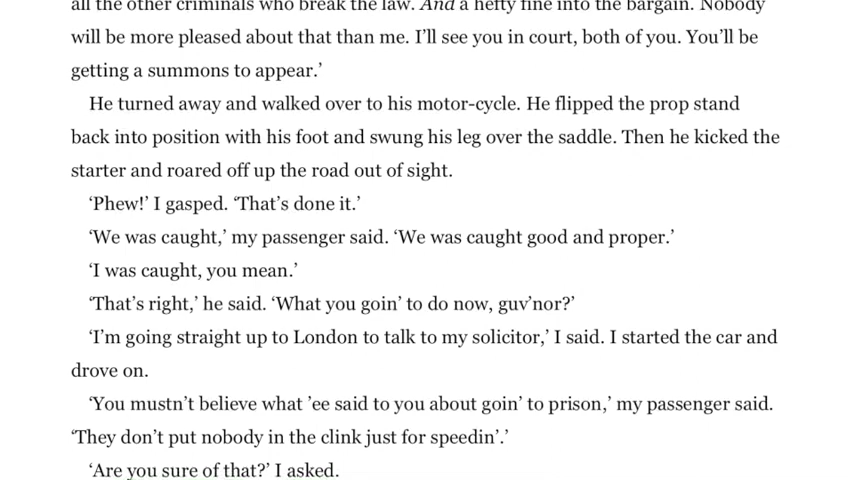 all the other criminals who break the law. And a hefty fine into the bargain. Nobody
will be more pleased about that than me. I’ll see you in court, both of you. You’ll be
getting a summons to appear.’
He turned away and walked over to his motor-cycle. He flipped the prop stand
back into position with his foot and swung his leg over the saddle. Then he kicked the
starter and roared off up the road out of sight.
‘Phew!’ I gasped. ‘That’s done it.’
‘We was caught,’ my passenger said. ‘We was caught good and proper.’
‘I was caught, you mean.’
‘That’s right,’ he said. ‘What you goin’ to do now, guv’nor?’
‘I’m going straight up to London to talk to my solicitor,’ I said. I started the car and
drove on.
‘You mustn’t believe what ’ee said to you about goin’ to prison,’ my passenger said.
‘They don’t put nobody in the clink just for speedin’.’
‘Are you sure of that?’ I asked.